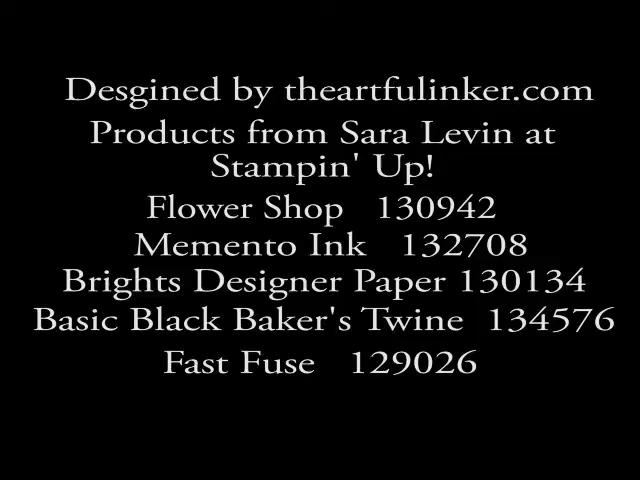 Desgined by theartfulinker.com
Products from Sara Levin at
Stampin' Up!
Flower Shop 130942
Memento Ink 132708
Brights Designer Paper 130134
Basic Black Baker's Twine 134576
Fast Fuse 129026